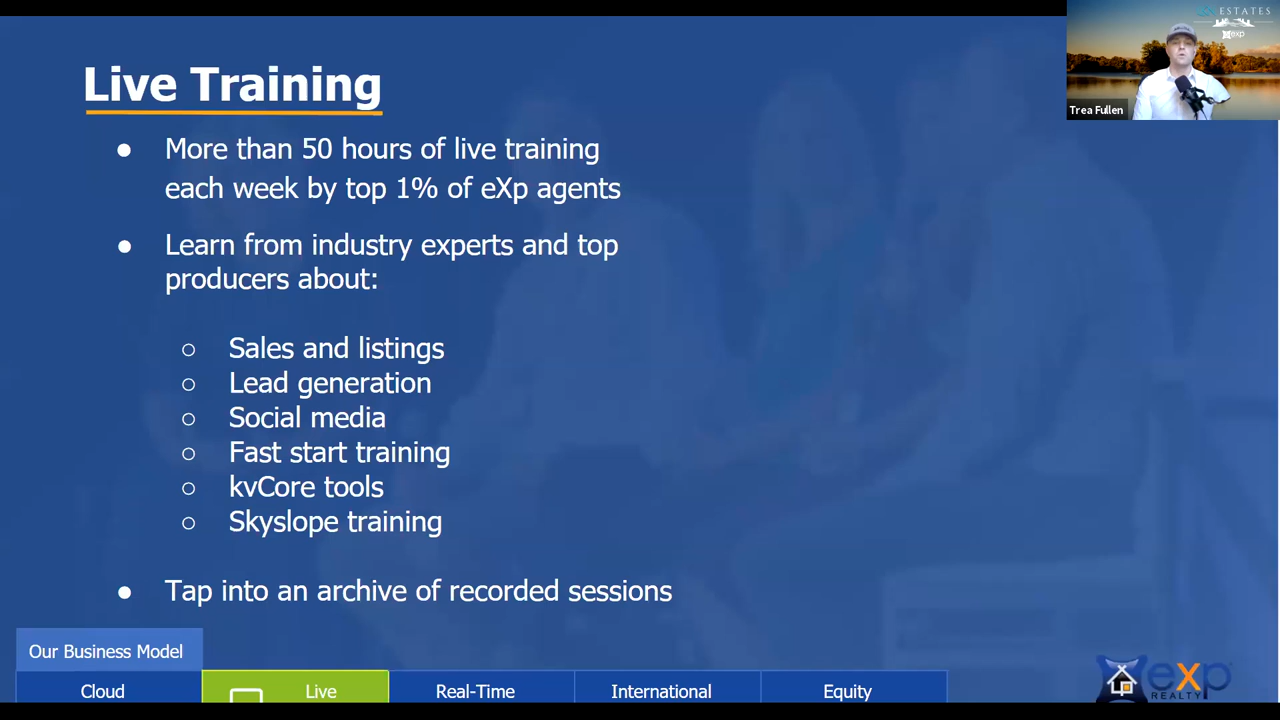 Live Training
More than 50 hours of live training
each week by top 1% of eXp agents
Learn from industry experts and top
producers about:
Sales and listings
Lead generation
Social media
Fast start training
kvCore tools
Skyslope training
Tap into an archive of recorded sessions
Our Business Model
Cloud
Live
Real-Time
International
Equity
eXp
REALTY
ESTATES
exp
Trea Fullen